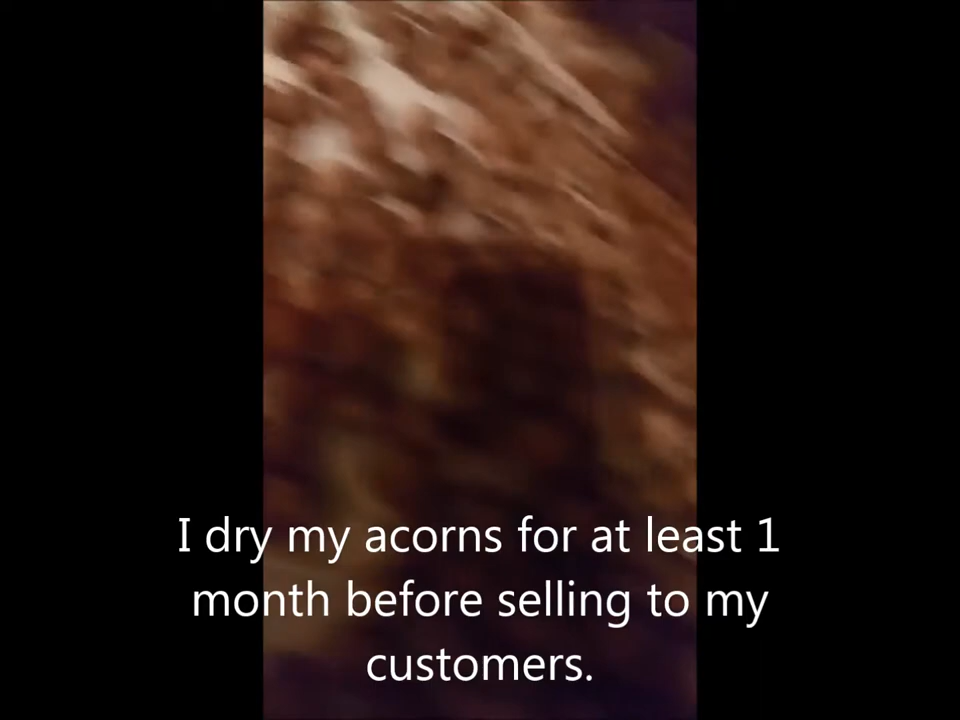 I dry my acorns for at least 1
month before selling to my
customers.